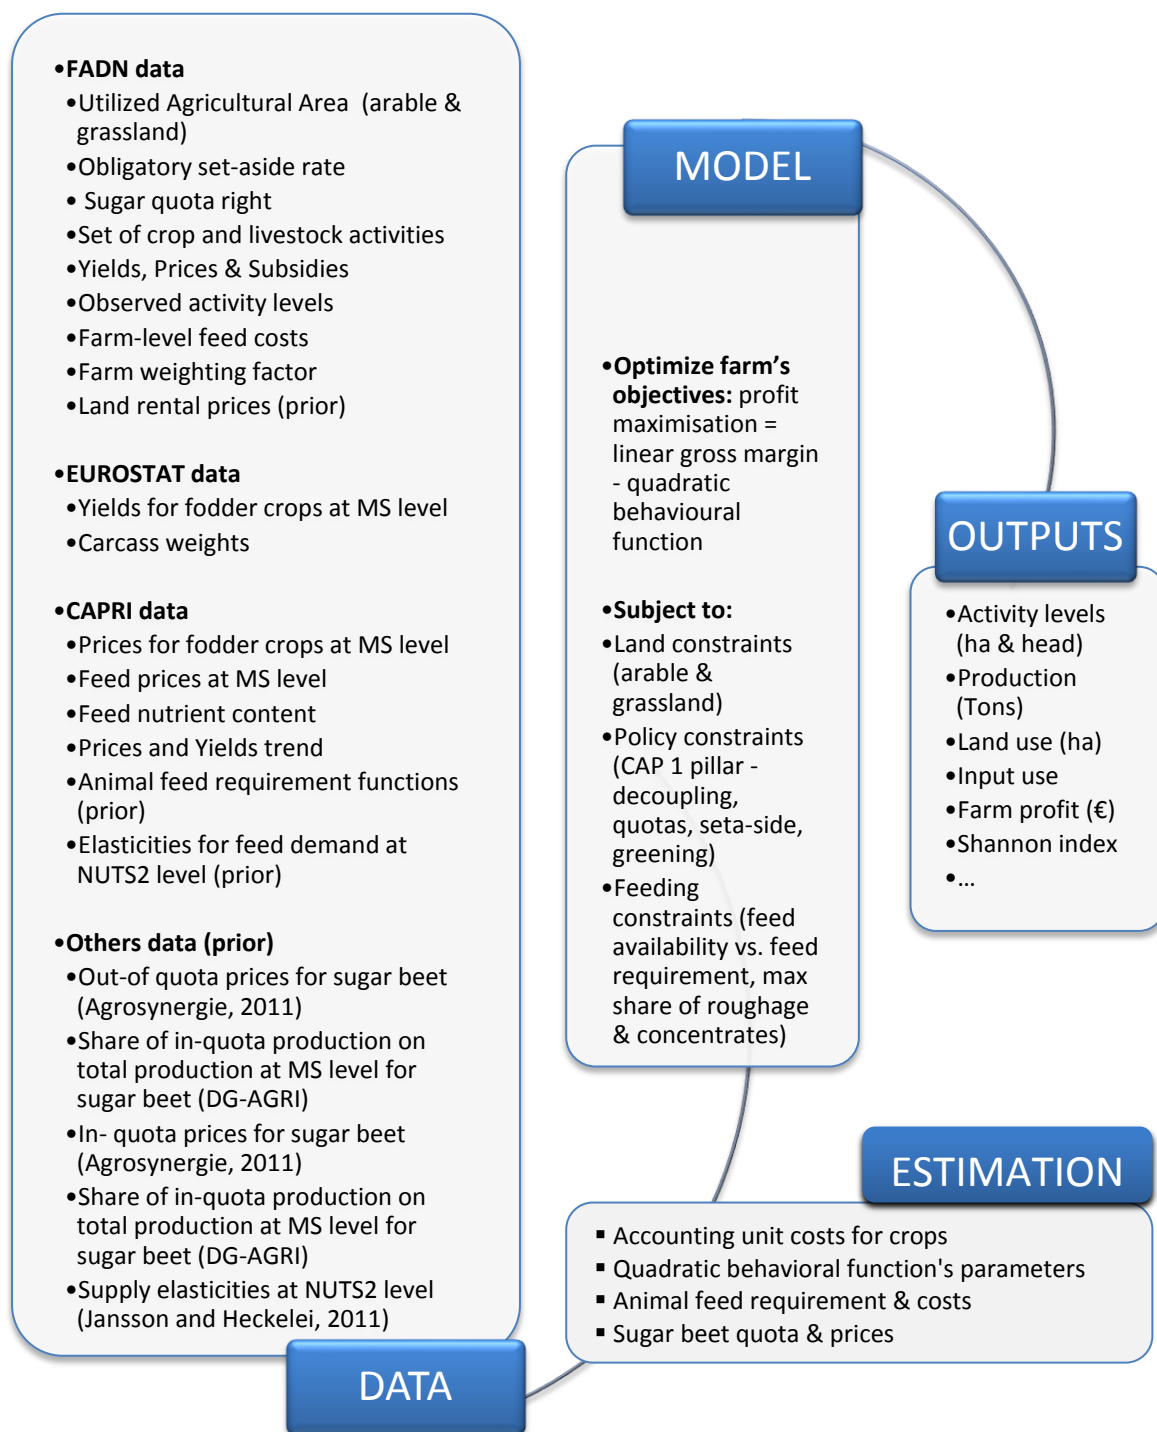 •FADN data
•Utilized Agricultural Area (arable &
grassland)
•Obligatory set-aside rate
• Sugar quota right
•Set of crop and livestock activities
•Yields, Prices & Subsidies
•Observed activity levels
•Farm-level feed costs
•Farm weighting factor
•Land rental prices (prior)
•EUROSTAT data
•Yields for fodder crops at MS level
•Carcass weights
•CAPRI data
•Prices for fodder crops at MS level
•Feed prices at MS level
•Feed nutrient content
•Prices and Yields trend
•Animal feed requirement functions
(prior)
•Elasticities for feed demand at
NUTS2 level (prior)
•Others data (prior)
•Out-of quota prices for sugar beet
(Agrosynergie, 2011)
•Share of in-quota production on
total production at MS level for
sugar beet (DG-AGRI)
•In- quota prices for sugar beet
(Agrosynergie, 2011)
•Share of in-quota production on
total production at MS level for
sugar beet (DG-AGRI)
•Supply elasticities at NUTS2 level
(Jansson and Heckelei, 2011)
DATA
MODEL
•Optimize farm’s
objectives: profit
maximisation =
linear gross margin
- quadratic
behavioural
function
•Subject to:
•Land constraints
(arable &
grassland)
•Policy constraints
(CAP 1 pillar -
decoupling,
quotas, seta-side,
greening)
•Feeding
constraints (feed
availability vs. feed
requirement, max
share of roughage
& concentrates)
OUTPUTS
•Activity levels
(ha & head)
•Production
(Tons)
•Land use (ha)
•Input use
•Farm profit (€)
•Shannon index
•...
ESTIMATION
▪ Accounting unit costs for crops
▪ Quadratic behavioral function's parameters
▪ Animal feed requirement & costs
▪ Sugar beet quota & prices